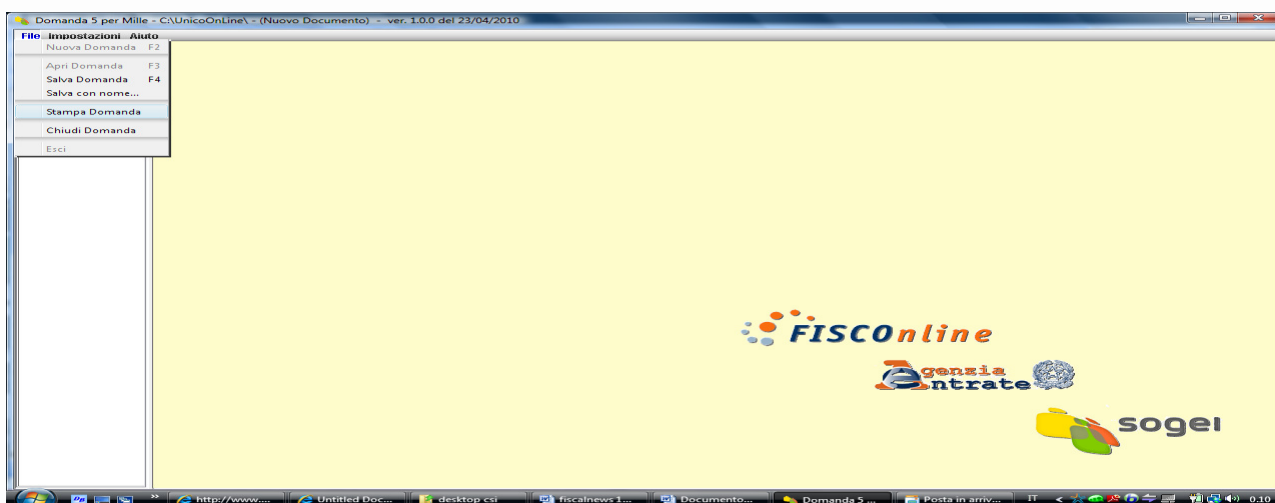 Domanda 5 per Mille - C:\UnicoOnLine\ - (Nuovo Documento) - ver. 1.0.0 del 23/04/2010
File Impostazioni Aiuto
Nuova Domanda F2
Apri Domanda F3
Salva Domanda F4
Salva con nome...
Stampa Domanda
Chiudi Domanda
Esci
FISCOnline
Agenzia
Entrate
sogei
http://www.... Untitled Doc... desktop csi fiscalnews 1... Documento... Domanda 5 ... Posta in arriv... IT < 0.10